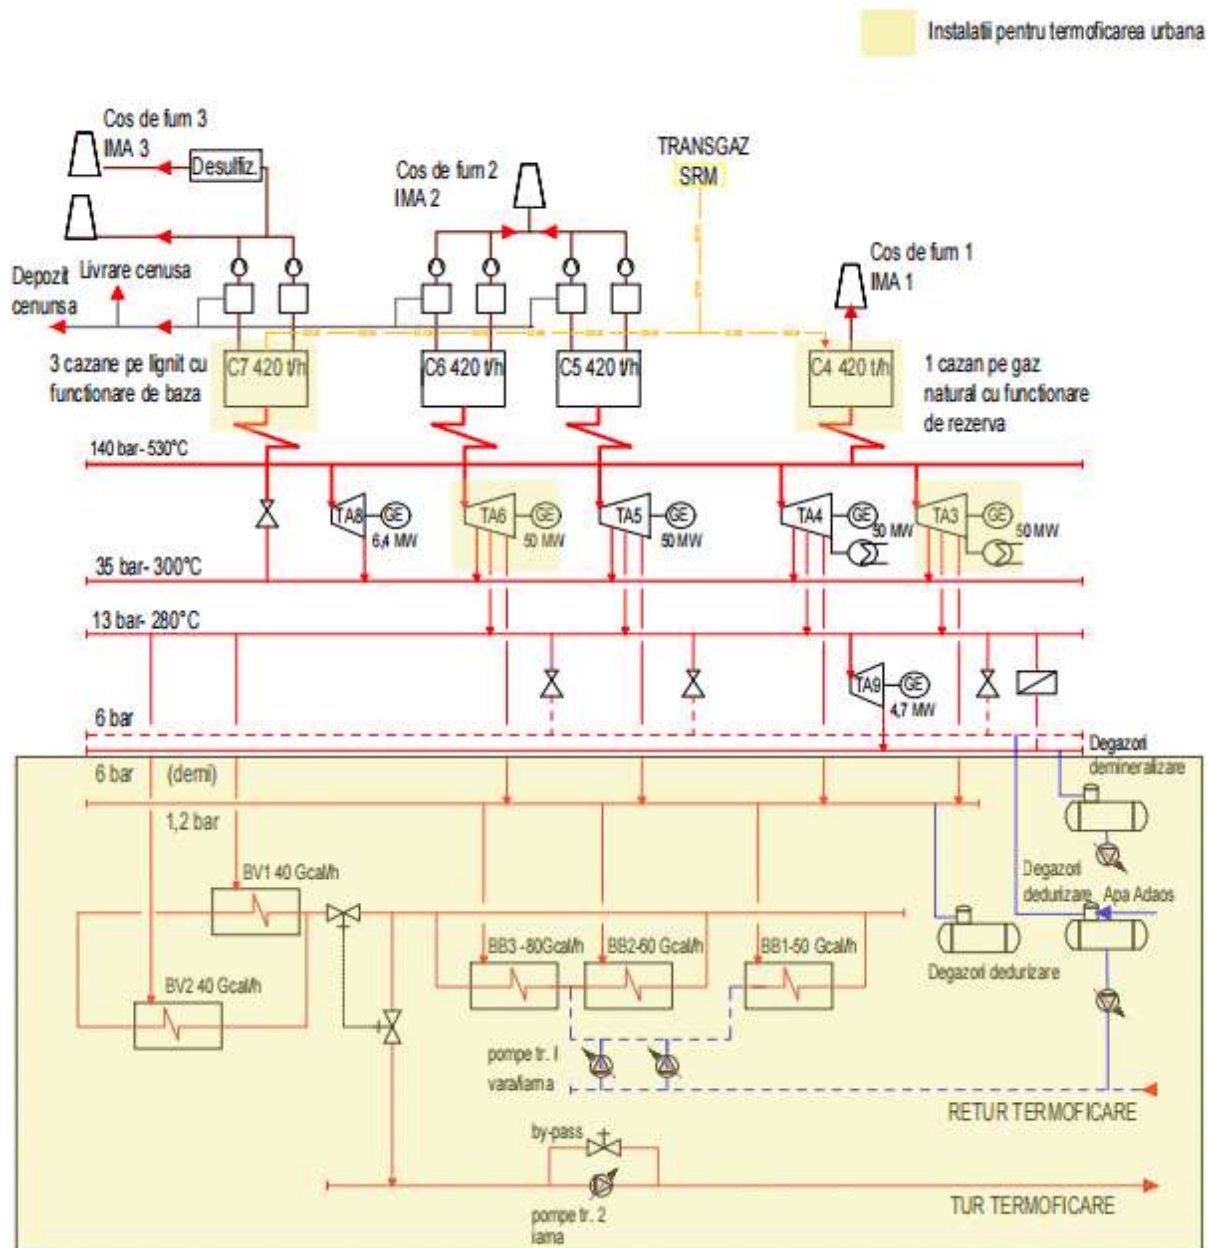 Instalatii pentru termoficarea urbana
Cos de fum 3
IMA 3
Desulfiz.
Cos de fum 2
IMA 2
TRANSGAZ
SRM
Cos de fum 1
IMA 1
Livrare cenusa
Depozit
cenunsa
3 cazane pe lignit cu
functionare de baza
C7 420 t/h
C6 420 t/h
C5 420 t/h
C4 420 t/h
1 cazan pe gaz
natural cu functionare
de rezerva
140 bar- 530°C
TA8
GE
6,4 MW
TA6
GE
50 MW
TA5
GE
50 MW
TA4
GE
50 MW
TA3
GE
50 MW
35 bar- 300°C
13 bar- 280°C
TA9
GE
4,7 MW
6 bar
6 bar (demi)
1,2 bar
Degazori
demineralizare
BV1 40 Gcal/h
BV2 40 Gcal/h
BB3 -80Gcal/h
BB2-60 Gcal/h
BB1-50 Gcal/h
Degazori
dedurizare
Apa Adaos
Degazori dedurizare
pompe tr. I
vara/iarna
RETUR TERMOFICARE
by-pass
TUR TERMOFICARE
pompe tr. 2
iarna